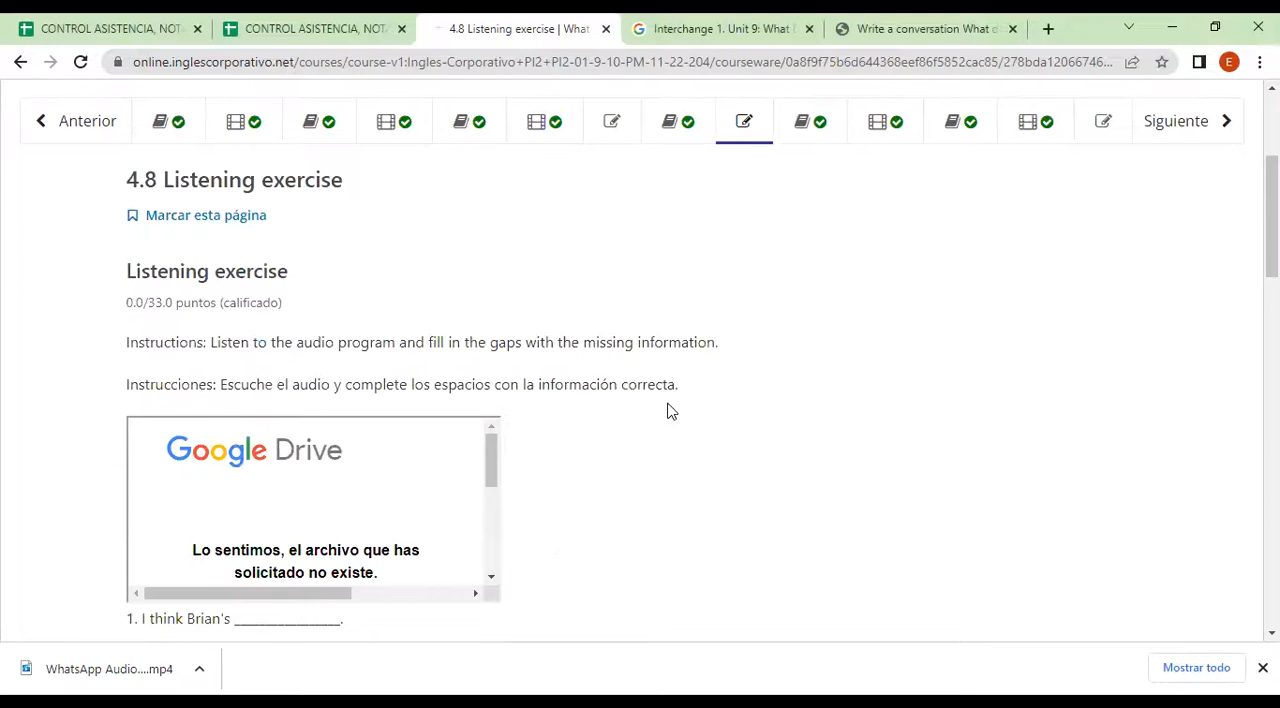 CONTROL ASISTENCIA, NOT
CONTROL ASISTENCIA, NOT
4.8 Listening exercise | What
Interchange 1. Unit 9: What
Write a conversation What d
online.inglescorporativo.net/courses/course-v1:Ingles-Corporativo+PI2+PI2-01-9-10-PM-11-22-204/courseware/0a8f9f75b6d644368eef86f5852cac85/278bda12066746...
E
Anterior
Siguiente
4.8 Listening exercise
Marcar esta página
Listening exercise
0.0/33.0 puntos (calificado)
Instructions: Listen to the audio program and fill in the gaps with the missing information.
Instrucciones: Escuche el audio y complete los espacios con la información correcta.
Google Drive
Lo sentimos, el archivo que has
solicitado no existe.
1. I think Brian's _________________.
WhatsApp Audio....mp4
Mostrar todo